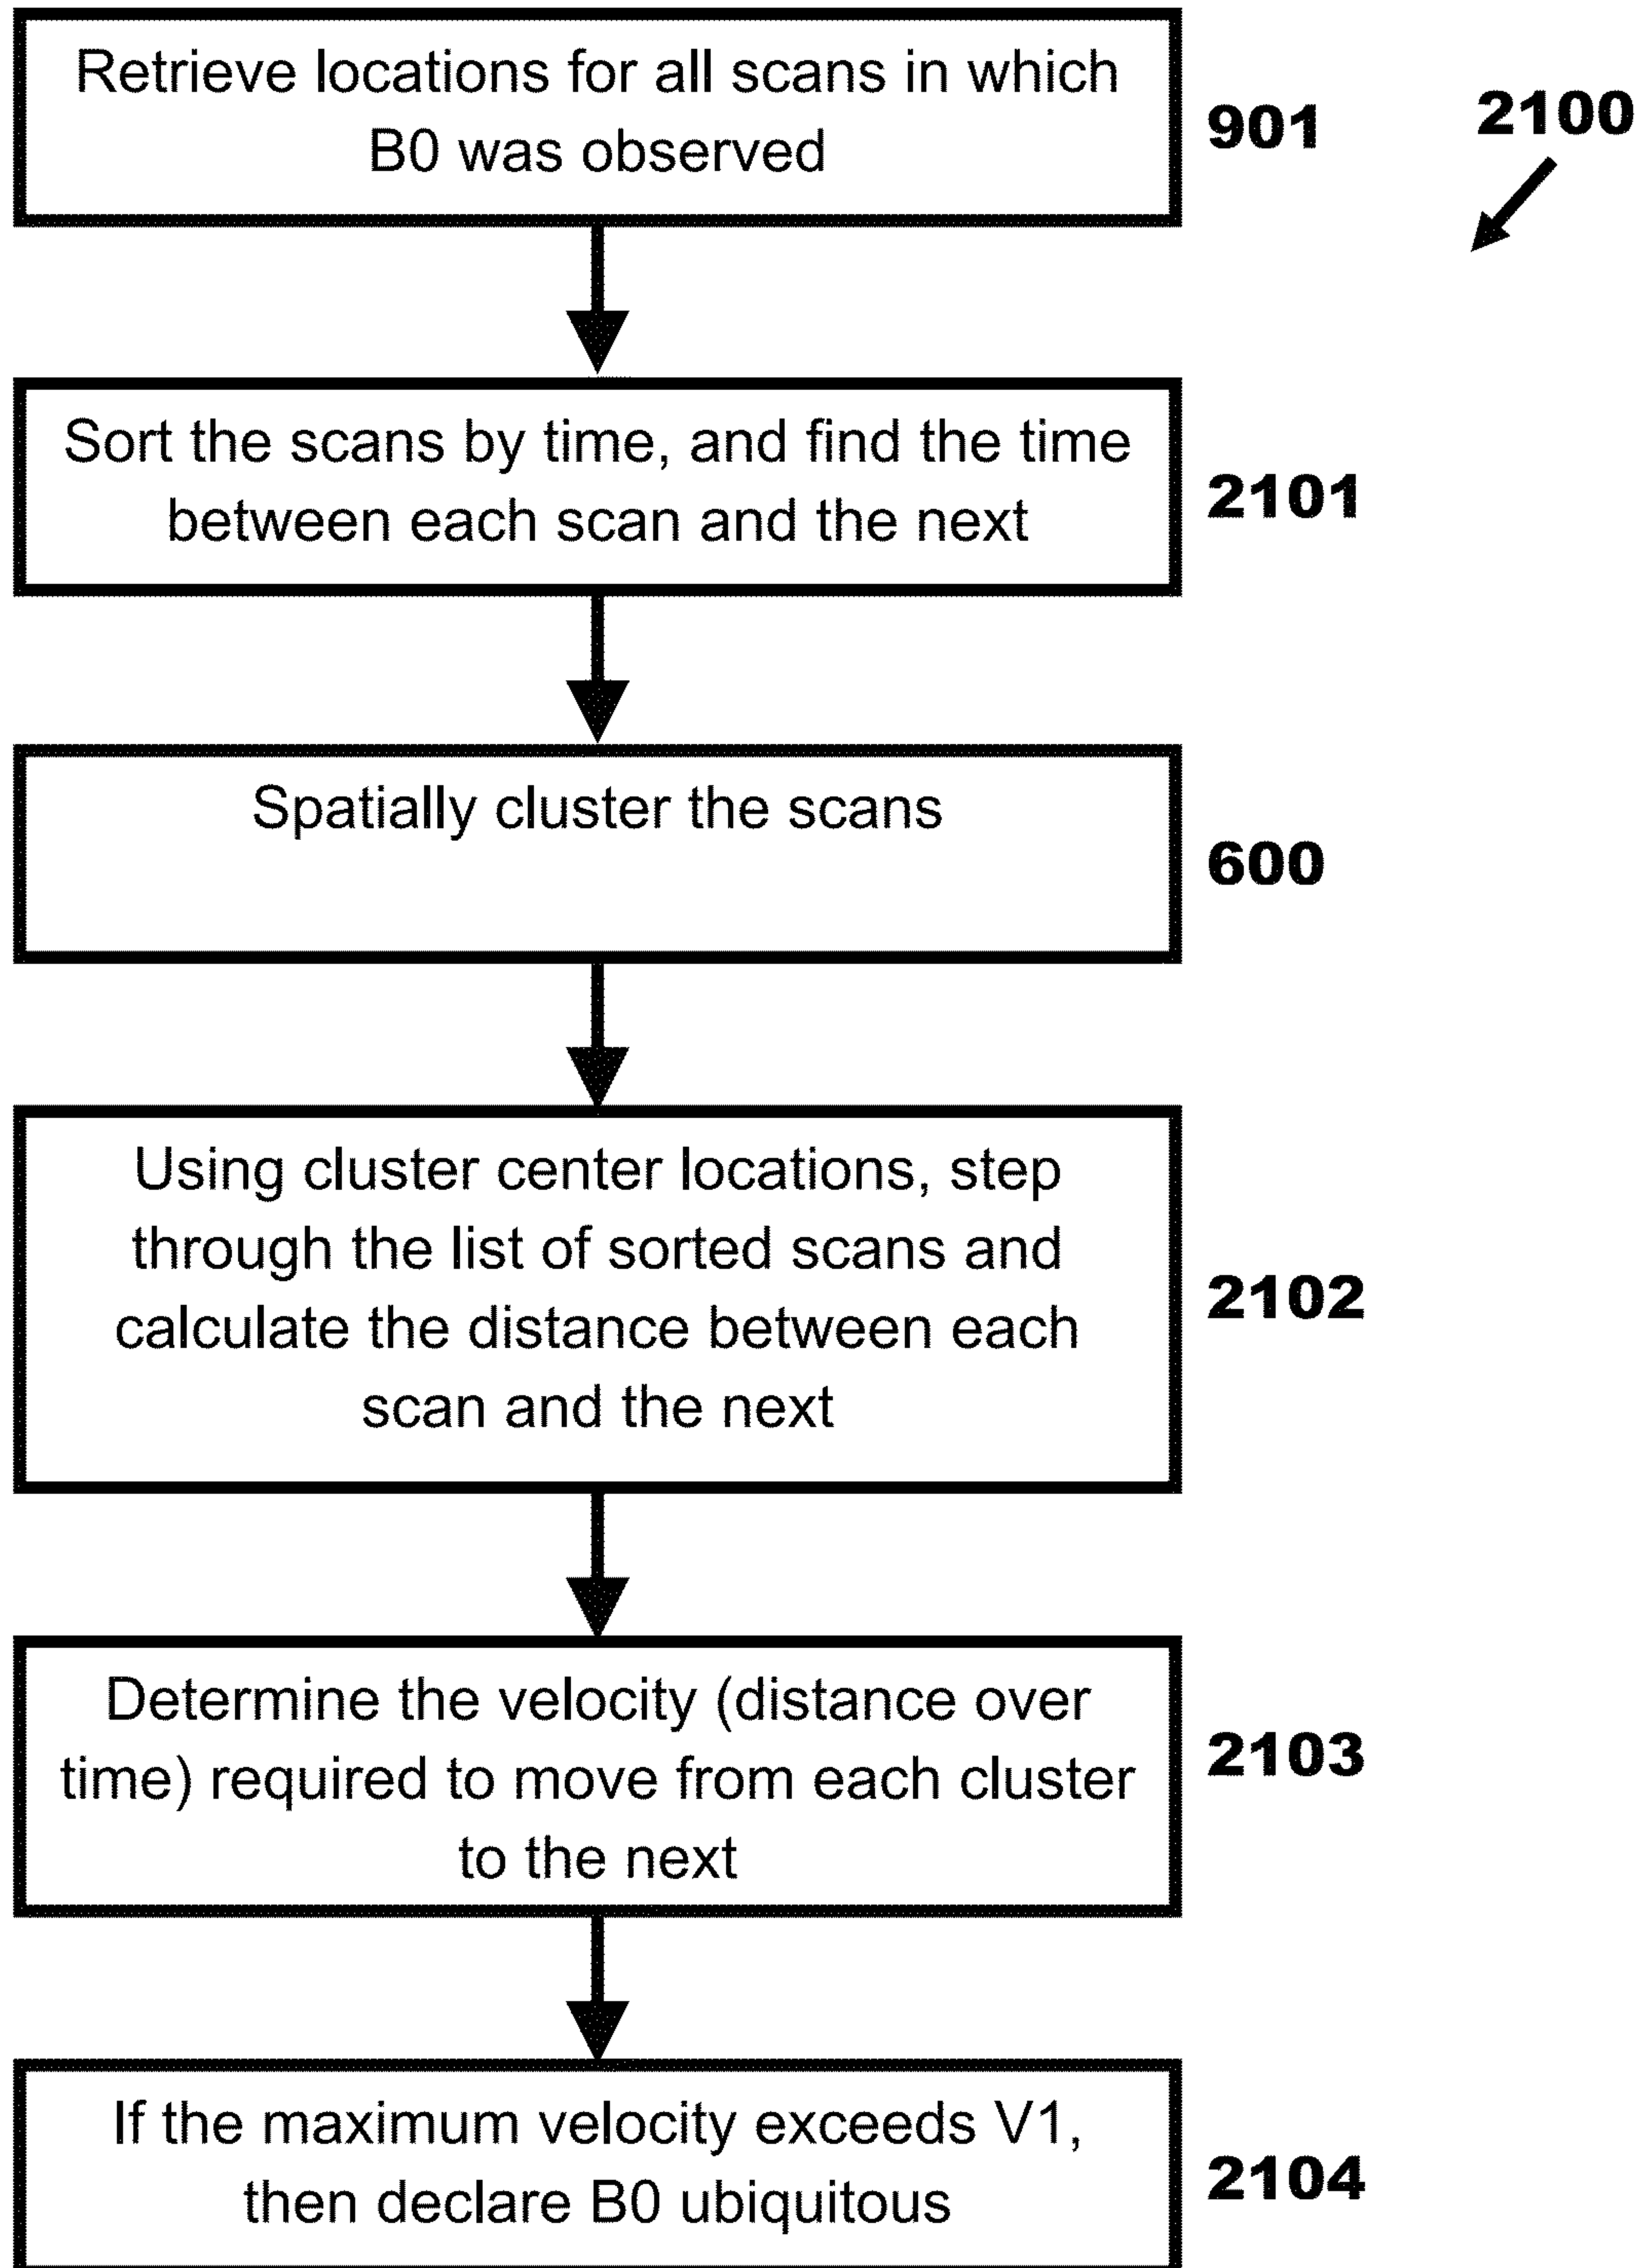 Retrieve locations for all scans in which
B0 was observed
901
2100
Sort the scans by time, and find the time
between each scan and the next
2101
Spatially cluster the scans
600
Using cluster center locations, step
through the list of sorted scans and
calculate the distance between each
scan and the next
2102
Determine the velocity (distance over
time) required to move from each cluster
to the next
2103
If the maximum velocity exceeds V1,
then declare B0 ubiquitous
2104